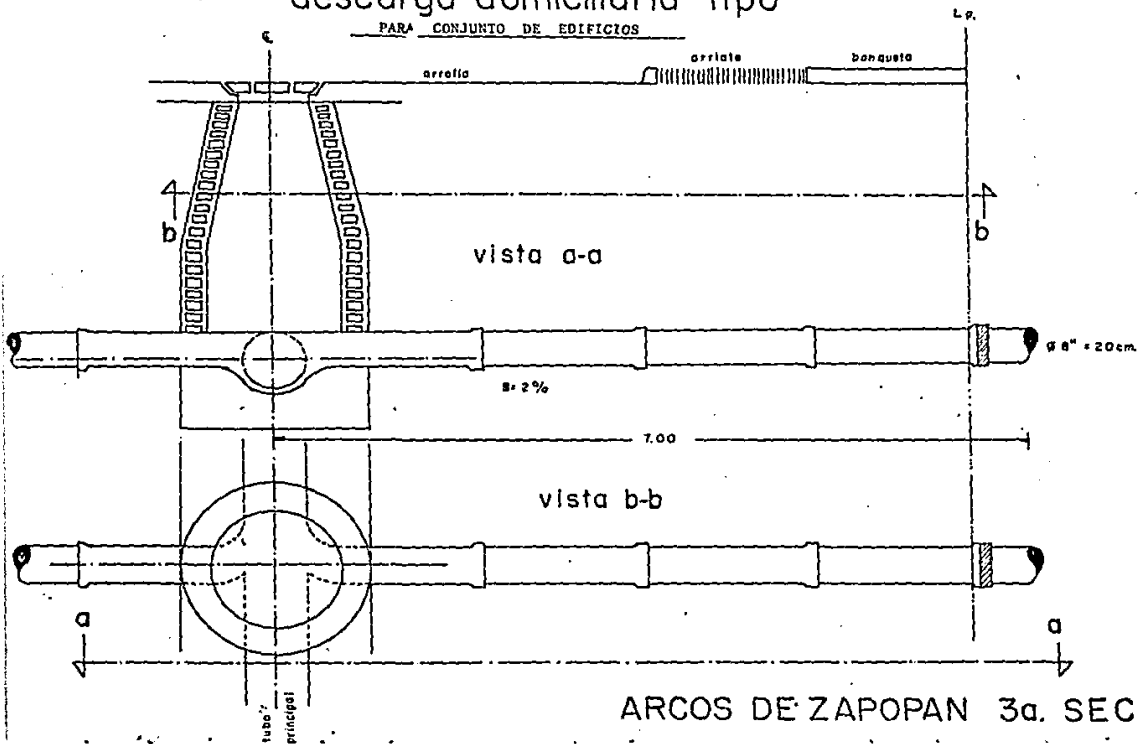 descarga domiciliaria tipo
PARA CONJUNTO DE EDIFICIOS
℄
L.p.
arrollo
arriate
banqueta
b
b
vista a-a
ø 8" = 20cm.
S= 2%
7.00
vista b-b
a
a
tubo
principal
ARCOS DE ZAPOPAN 3a. SEC